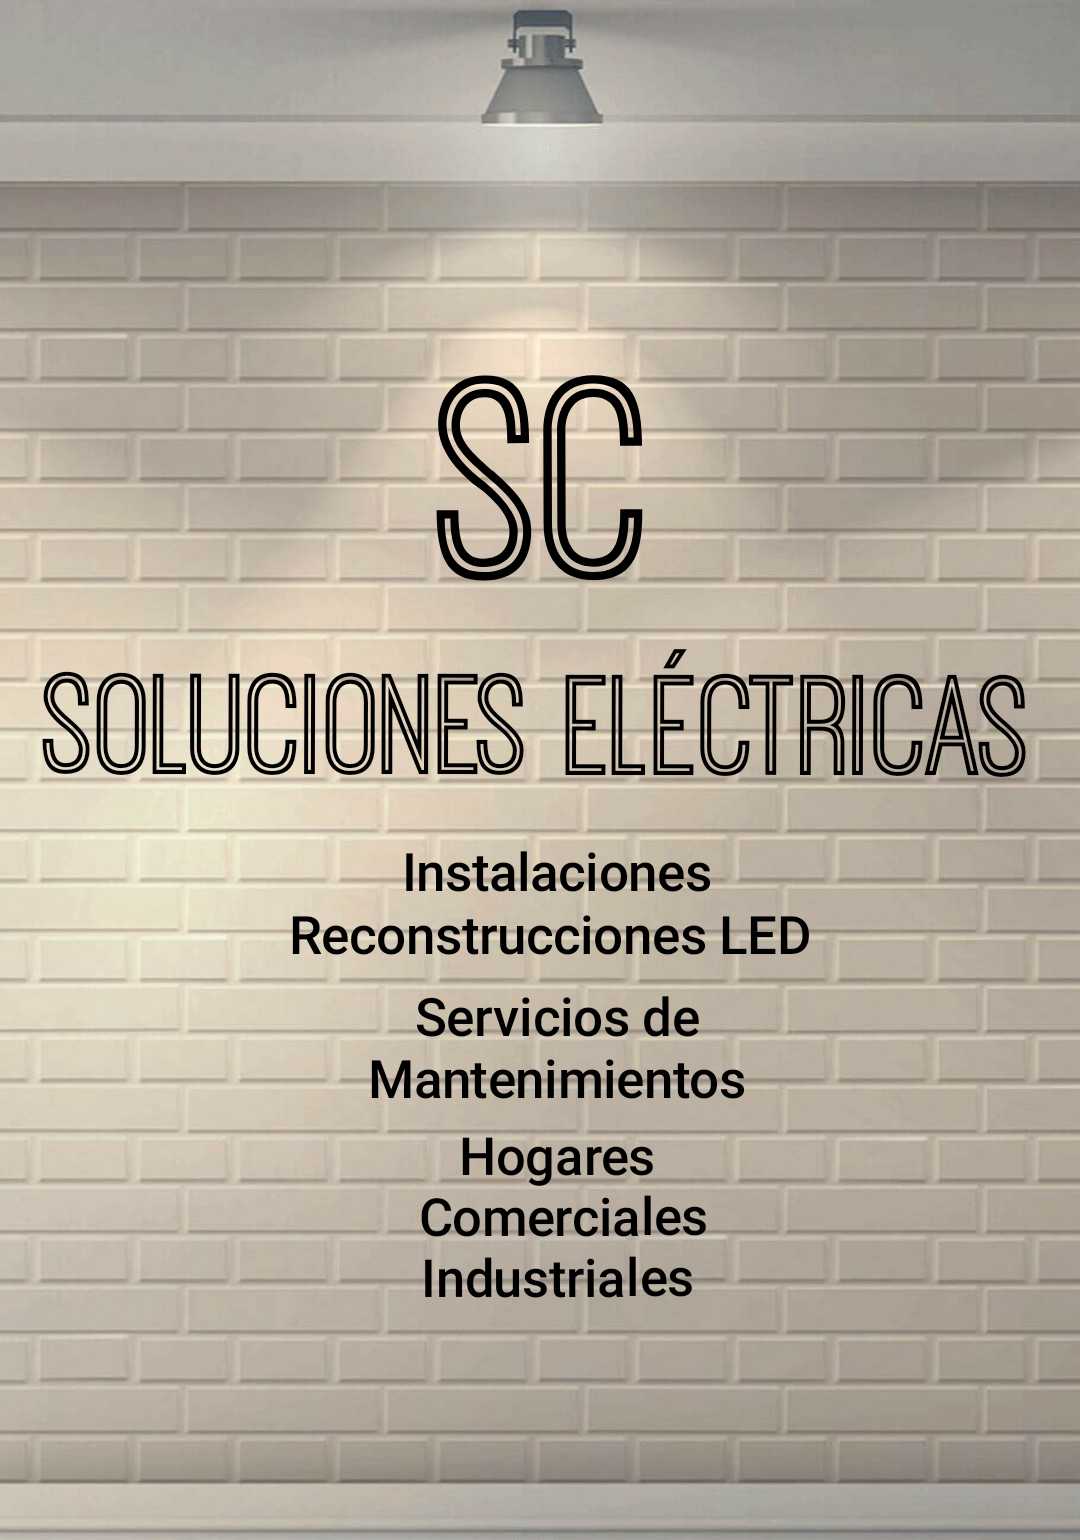 SC
SOLUCIONES ELÉCTRICAS
Instalaciones
Reconstrucciones LED
Servicios de
Mantenimientos
Hogares
Comerciales
Industriales